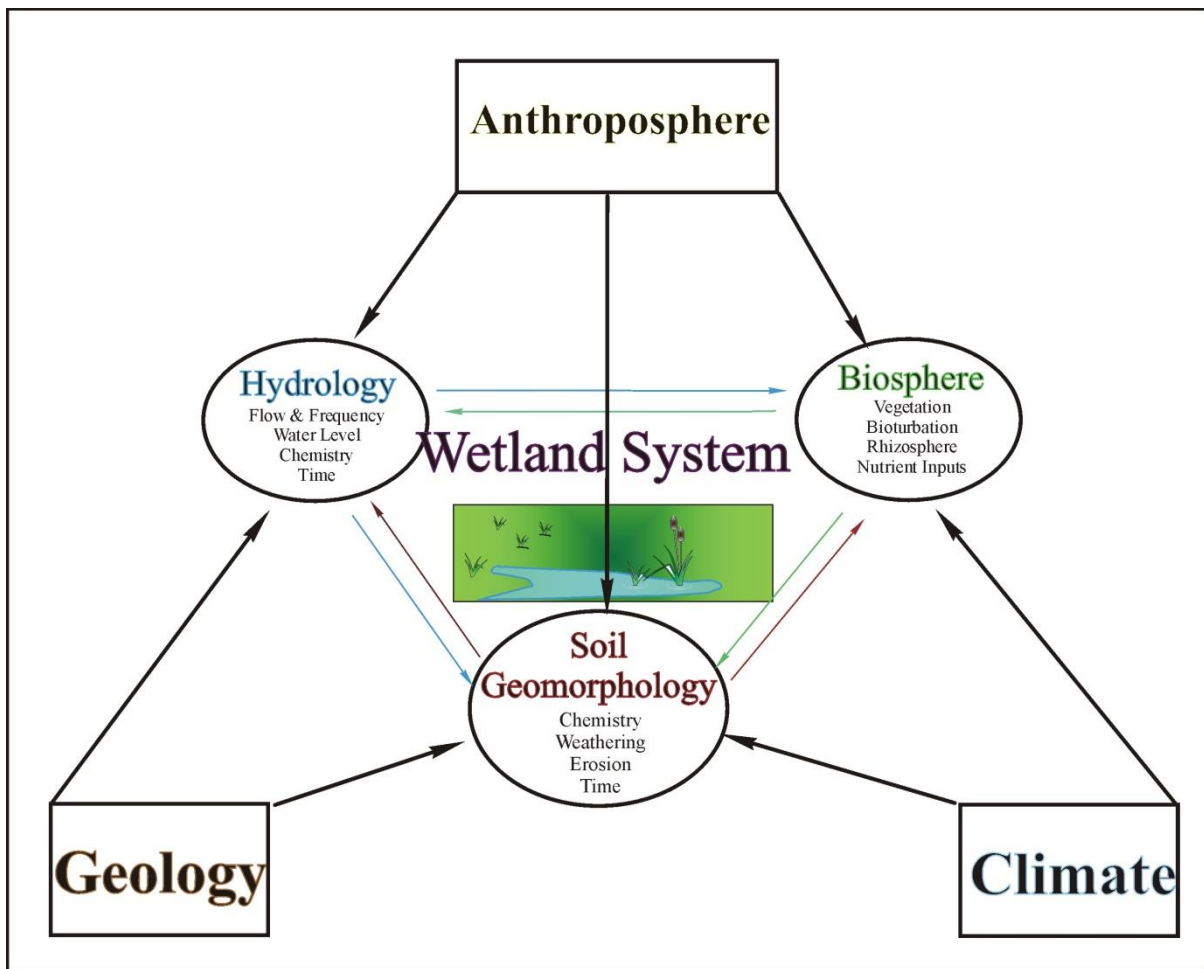 Anthroposphere
Hydrology
Flow & Frequency
Water Level
Chemistry
Time
Biosphere
Vegetation
Bioturbation
Rhizosphere
Nutrient Inputs
Wetland System
Soil
Geomorphology
Chemistry
Weathering
Erosion
Time
Geology
Climate